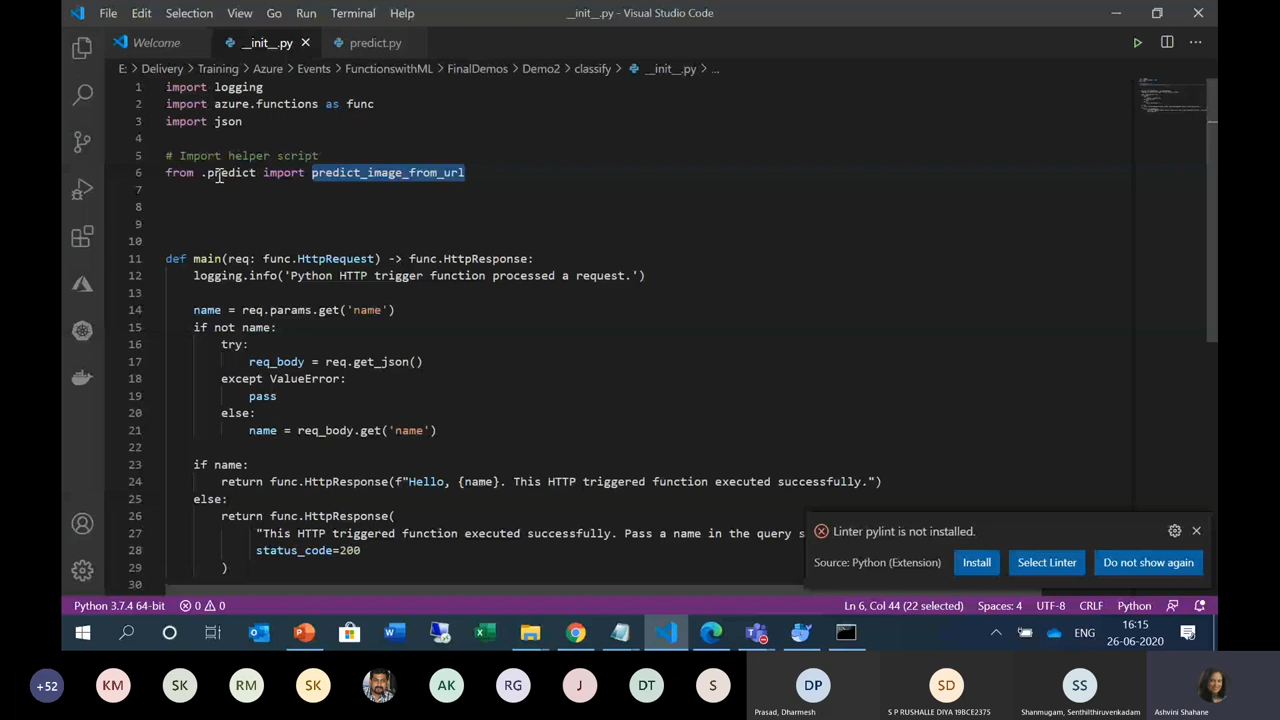 File Edit Selection View Go Run Terminal Help
__init__.py - Visual Studio Code
Welcome
__init__.py
predict.py
E: > Delivery > Training > Azure > Events > FunctionswithML > FinalDemos > Demo2 > classify > __init__.py > ...
1 import logging
2 import azure.functions as func
3 import json
4
5 # Import helper script
6 from .predict import predict_image_from_url
7
8
9
10
11 def main(req: func.HttpRequest) -> func.HttpResponse:
12 logging.info('Python HTTP trigger function processed a request.')
13
14 name = req.params.get('name')
15 if not name:
16 try:
17 req_body = req.get_json()
18 except ValueError:
19 pass
20 else:
21 name = req_body.get('name')
22
23 if name:
24 return func.HttpResponse(f"Hello, {name}. This HTTP triggered function executed successfully.")
25 else:
26 return func.HttpResponse(
27 "This HTTP triggered function executed successfully. Pass a name in the query s
28 status_code=200
29 )
30
Linter pylint is not installed.
Source: Python (Extension)
Install
Select Linter
Do not show again
Python 3.7.4 64-bit
0
0
Ln 6, Col 44 (22 selected)
Spaces: 4
UTF-8
CRLF
Python
ENG
16:15
26-06-2020
+52
KM
SK
RM
SK
AK
RG
J
DT
S
DP
SD
SS
Prasad, Dharmesh
S P RUSHALLE DIYA 19BCE2375
Shanmugam, Senthilthiruvenkadam
Ashvini Shahane